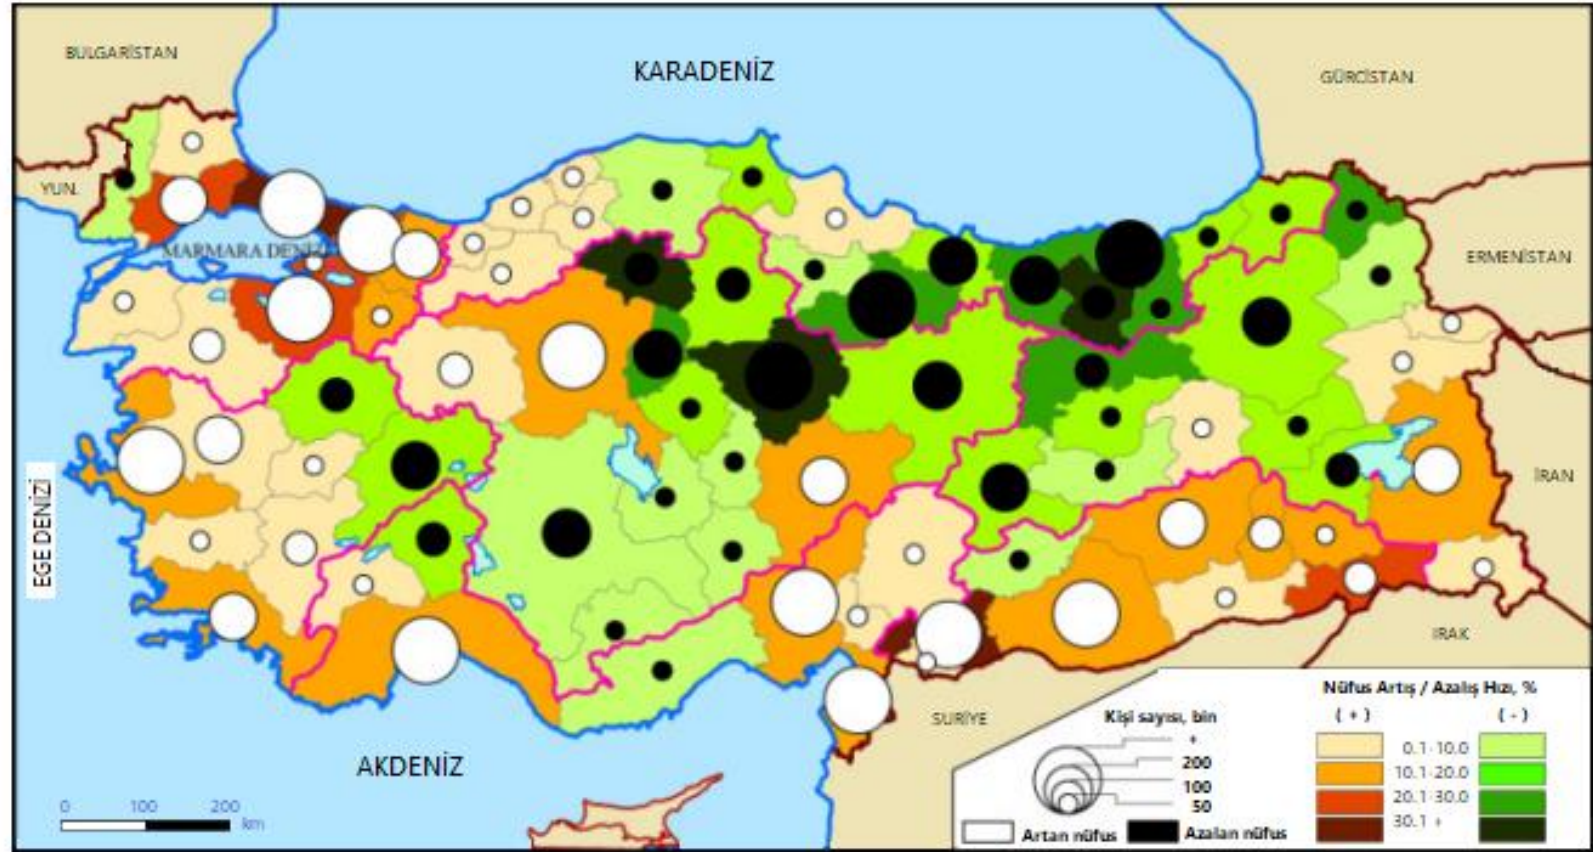 BULGARİSTAN
KARADENİZ
GÜRCİSTAN
YUN.
MARMARA DENİZİ
ERMENİSTAN
EGE DENİZİ
İRAN
IRAK
SURİYE
AKDENİZ
0 100 200
km
Kişi sayısı, bin
+
200
100
50
Artan nüfus
Azalan nüfus
Nüfus Artış / Azalış Hızı, %
( + ) ( - )
0.1-10.0
10.1-20.0
20.1-30.0
30.1 +